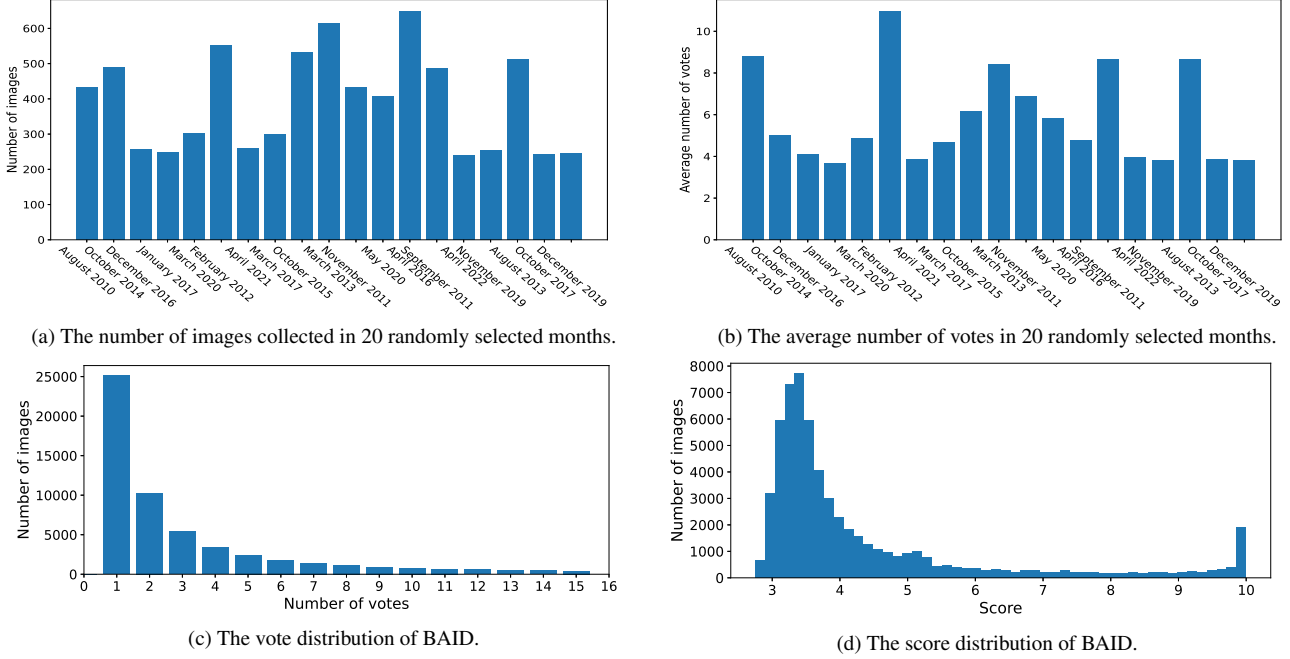 Number of images
600
500
400
300
200
100
0
August 2010
October 2014
December 2016
January 2017
March 2020
February 2012
April 2021
March 2017
October 2015
March 2013
November 2011
May 2020
April 2016
September 2011
April 2022
November 2019
August 2013
October 2017
December 2019
(a) The number of images collected in 20 randomly selected months.
Average number of votes
10
8
6
4
2
0
August 2010
October 2014
December 2016
January 2017
March 2020
February 2012
April 2021
March 2017
October 2015
March 2013
November 2011
May 2020
April 2016
September 2011
April 2022
November 2019
August 2013
October 2017
December 2019
(b) The average number of votes in 20 randomly selected months.
Number of images
25000
20000
15000
10000
5000
0
0 1 2 3 4 5 6 7 8 9 10 11 12 13 14 15 16
Number of votes
(c) The vote distribution of BAID.
Number of images
8000
7000
6000
5000
4000
3000
2000
1000
0
3 4 5 6 7 8 9 10
Score
(d) The score distribution of BAID.